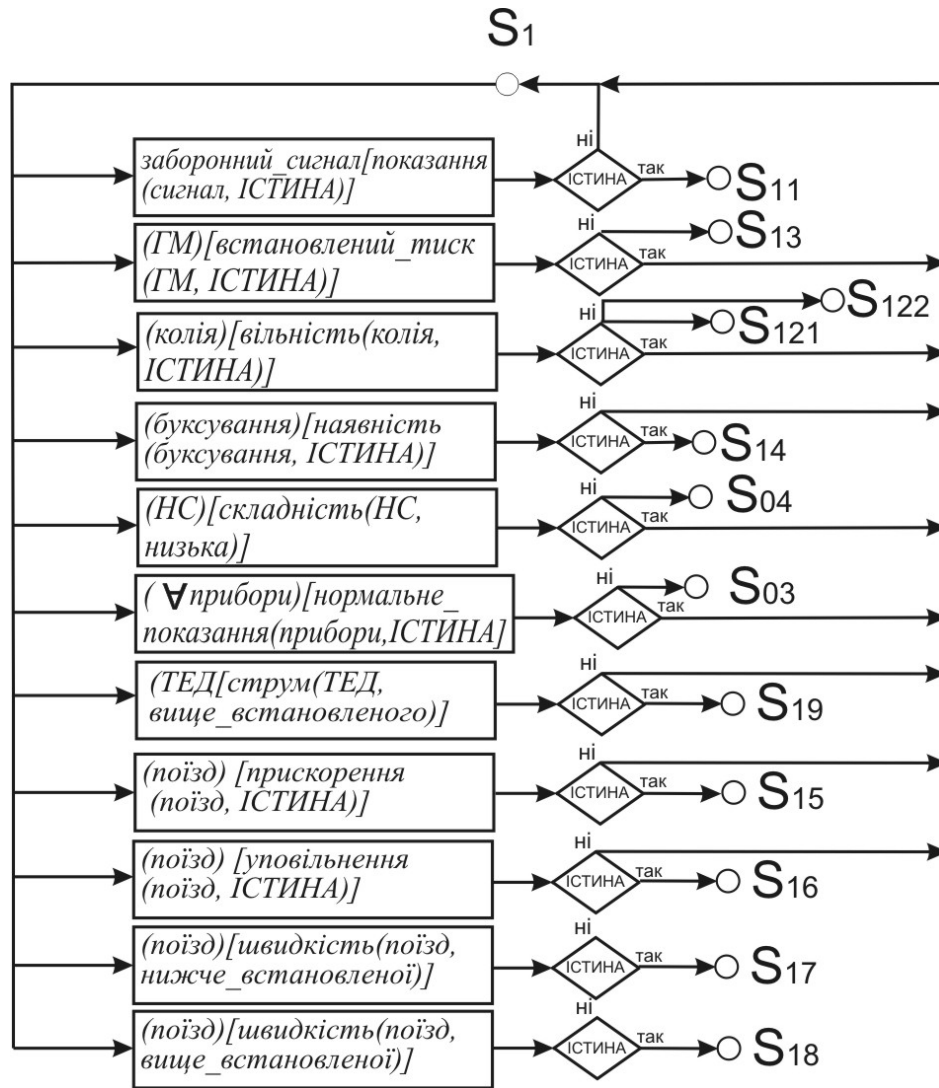 S1
ні
заборонний_сигнал[показання
(сигнал, ІСТИНА)]
ІСТИНА
так
S11
ні
S13
(ГМ)[встановлений_тиск
(ГМ, ІСТИНА)]
ІСТИНА
так
ні
S122
S121
(колія)[вільність(колія,
ІСТИНА)]
ІСТИНА
так
ні
(буксування)[наявність
(буксування, ІСТИНА)]
ІСТИНА
так
S14
ні
S04
(НС)[складність(НС,
низька)]
ІСТИНА
так
ні
S03
(∀прибори)[нормальне_
показання(прибори,ІСТИНА]
ІСТИНА
так
ні
(ТЕД[струм(ТЕД,
вище_встановленого)]
ІСТИНА
так
S19
ні
(поїзд) [прискорення
(поїзд, ІСТИНА)]
ІСТИНА
так
S15
ні
(поїзд) [уповільнення
(поїзд, ІСТИНА)]
ІСТИНА
так
S16
ні
(поїзд)[швидкість(поїзд,
нижче_встановленої)]
ІСТИНА
так
S17
ні
(поїзд)[швидкість(поїзд,
вище_встановленої)]
ІСТИНА
так
S18